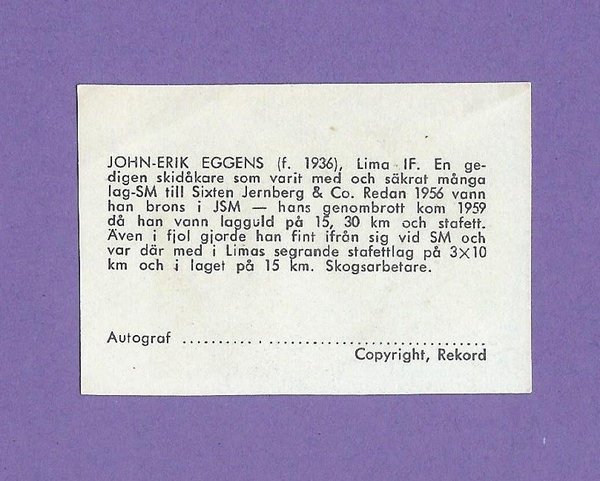 JOHN-ERIK EGGENS (f. 1936), Lima IF. En ge-
digen skidåkare som varit med och säkrat många
lag-SM till Sixten Jernberg & Co. Redan 1956 vann
han brons i JSM — hans genombrott kom 1959
då han vann lagguld på 15, 30 km och stafett.
Även i fjol gjorde han fint ifrån sig vid SM och
var där med i Limas segrande stafettlag på 3×10
km och i laget på 15 km. Skogsarbetare.
Autograf ........................................
Copyright, Rekord